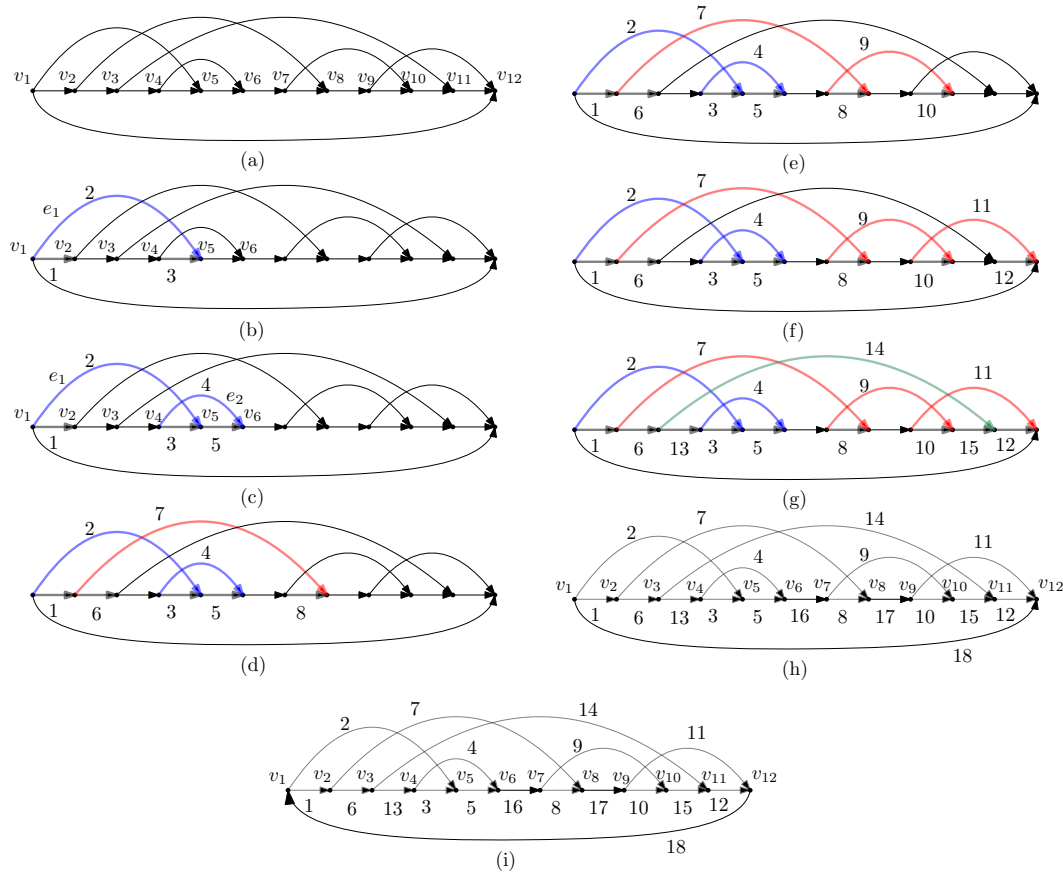 v1 v2 v3 v4 v5 v6 v7 v8 v9 v10 v11 v12
(a)
2
e1
v1 v2 v3 v4 v5 v6
1 3
(b)
2
e1 4 e2
v1 v2 v3 v4 v5 v6
1 3 5
(c)
7
2
4
1 6 3 5 8
(d)
7
2
4 9
1 6 3 5 8 10
(e)
7
2 11
4 9
1 6 3 5 8 10 12
(f)
14
7
2 11
4 9
1 6 13 3 5 8 10 15 12
(g)
7 14
2 11
4 9
v1 v2 v3 v4 v5 v6 v7 v8 v9 v10 v11 v12
1 6 13 3 5 16 8 17 10 15 12
18
(h)
7 14
2 11
4 9
v1 v2 v3 v4 v5 v6 v7 v8 v9 v10 v11 v12
1 6 13 3 5 16 8 17 10 15 12
18
(i)